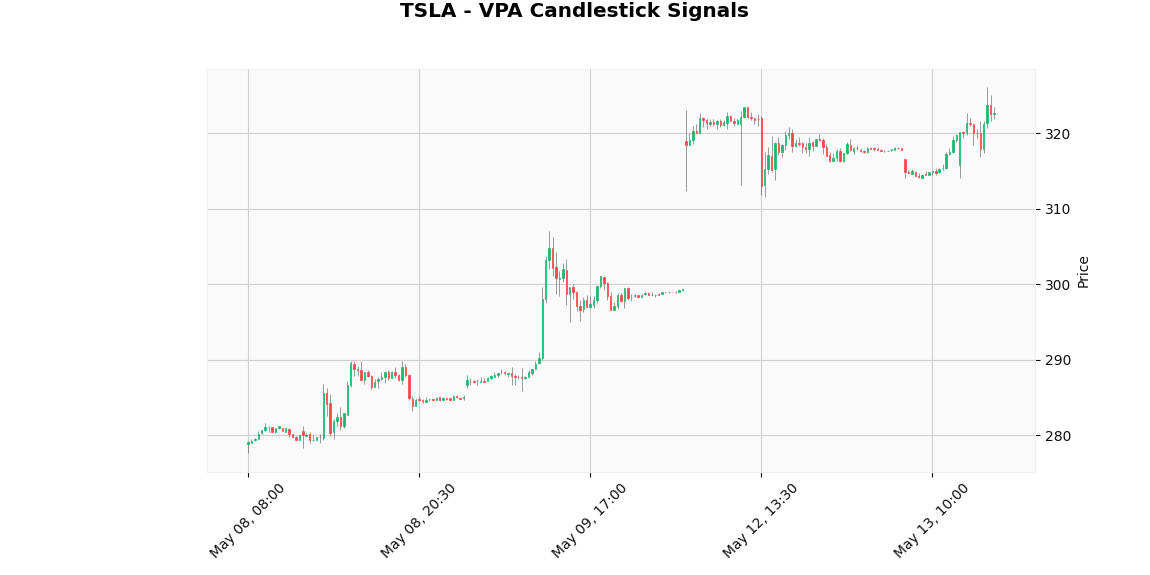 TSLA - VPA Candlestick Signals
320
310
300
290
280
Price
May 08, 08:00
May 08, 20:30
May 09, 17:00
May 12, 13:30
May 13, 10:00